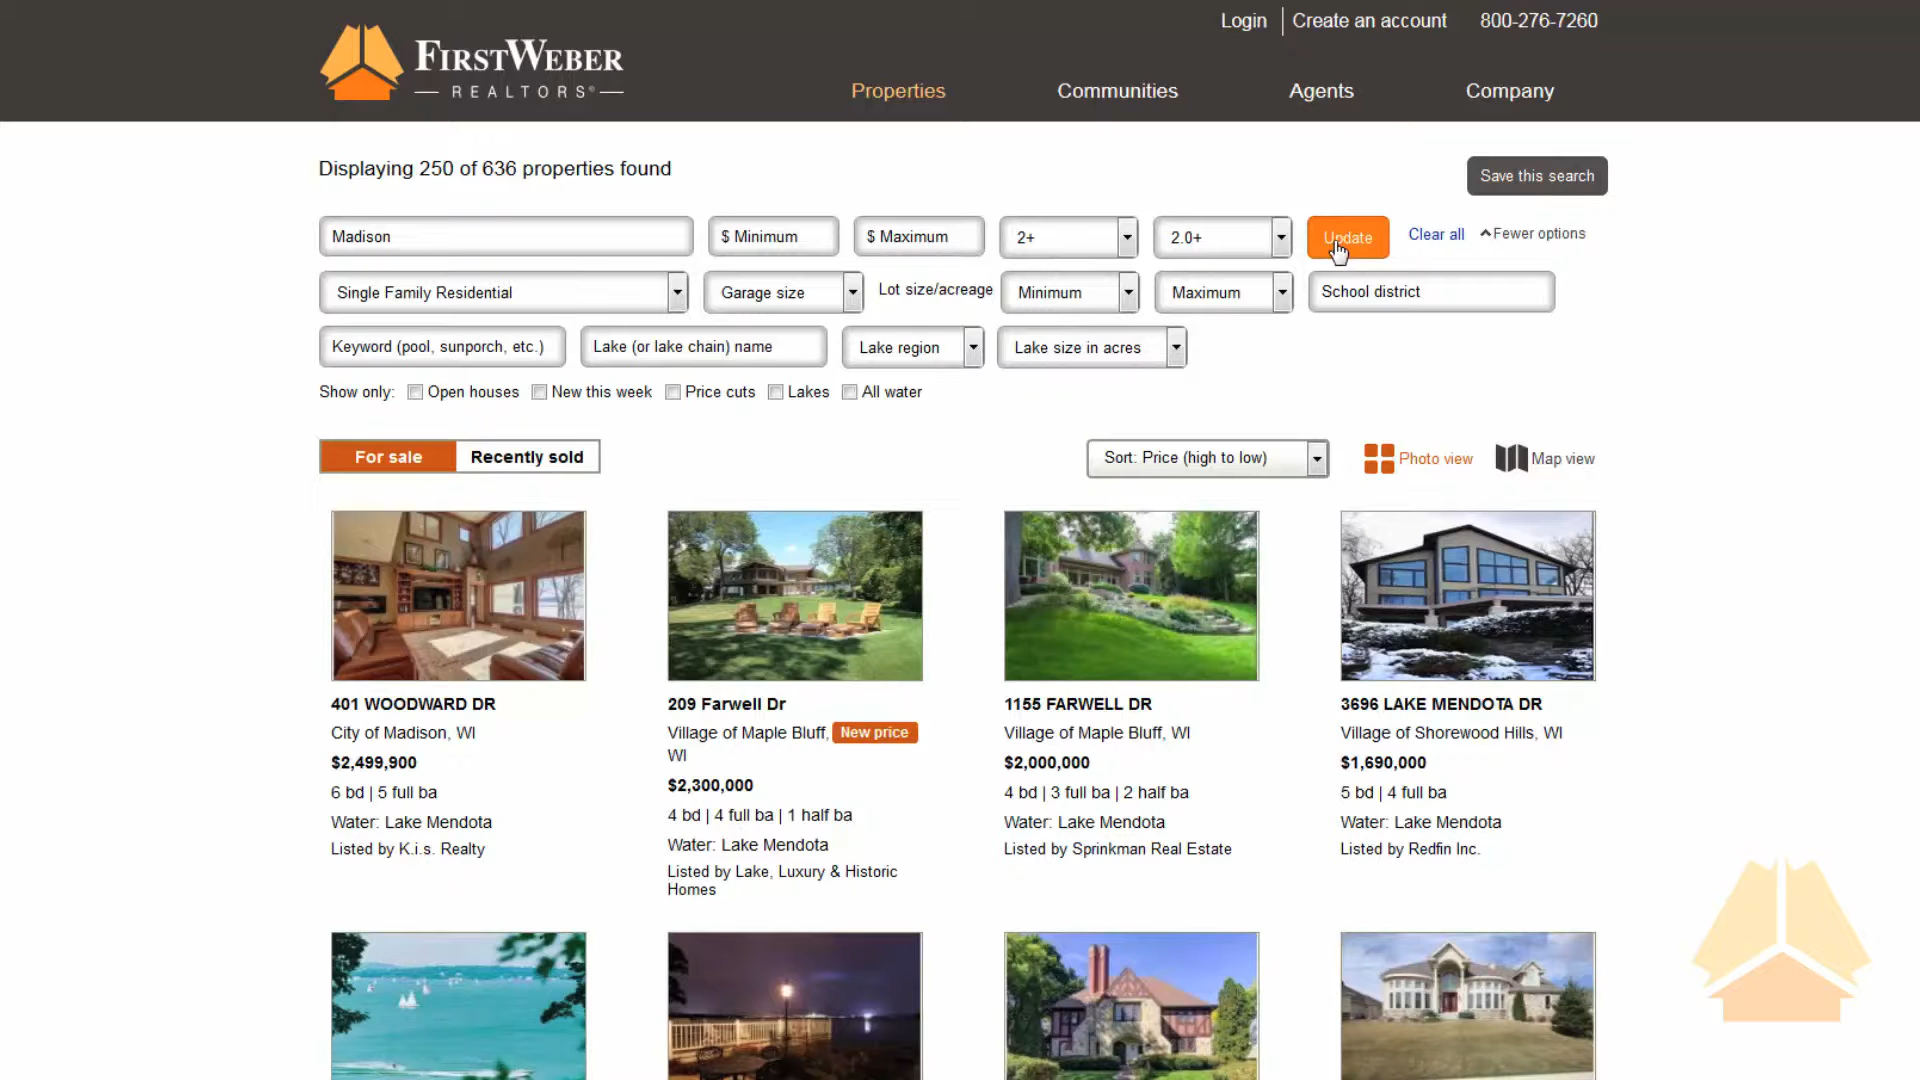 Login
Create an account
800-276-7260
FIRSTWEBER
REALTORS®
Properties
Communities
Agents
Company
Displaying 250 of 636 properties found
Save this search
Madison
$ Minimum
$ Maximum
2+
2.0+
Update
Clear all
Fewer options
Single Family Residential
Garage size
Lot size/acreage
Minimum
Maximum
School district
Keyword (pool, sunporch, etc.)
Lake (or lake chain) name
Lake region
Lake size in acres
Show only:
Open houses
New this week
Price cuts
Lakes
All water
For sale
Recently sold
Sort: Price (high to low)
Photo view
Map view
401 WOODWARD DR
City of Madison, WI
$2,499,900
6 bd | 5 full ba
Water: Lake Mendota
Listed by K.i.s. Realty
209 Farwell Dr
Village of Maple Bluff, New price
WI
$2,300,000
4 bd | 4 full ba | 1 half ba
Water: Lake Mendota
Listed by Lake, Luxury & Historic
Homes
1155 FARWELL DR
Village of Maple Bluff, WI
$2,000,000
4 bd | 3 full ba | 2 half ba
Water: Lake Mendota
Listed by Sprinkman Real Estate
3696 LAKE MENDOTA DR
Village of Shorewood Hills, WI
$1,690,000
5 bd | 4 full ba
Water: Lake Mendota
Listed by Redfin Inc.